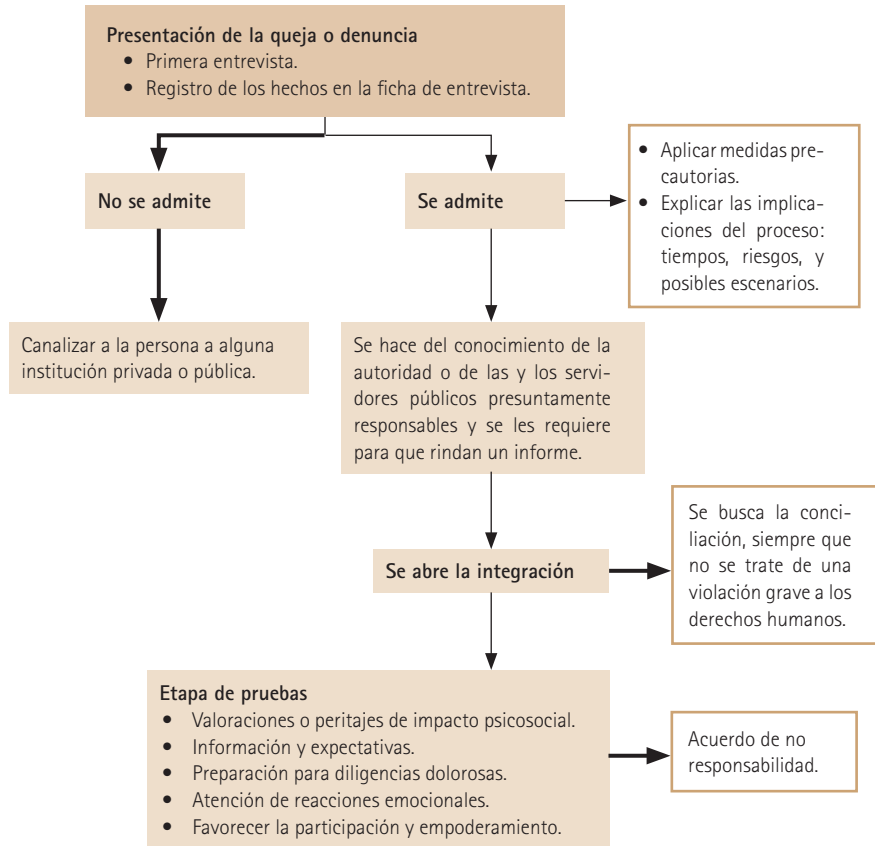 Presentación de la queja o denuncia
• Primera entrevista.
• Registro de los hechos en la ficha de entrevista.
No se admite
Se admite
• Aplicar medidas pre-
cautorias.
• Explicar las implica-
ciones del proceso:
tiempos, riesgos, y
posibles escenarios.
Canalizar a la persona a alguna
institución privada o pública.
Se hace del conocimiento de la
autoridad o de las y los servi-
dores públicos presuntamente
responsables y se les requiere
para que rindan un informe.
Se abre la integración
Se busca la conci-
liación, siempre que
no se trate de una
violación grave a los
derechos humanos.
Etapa de pruebas
• Valoraciones o peritajes de impacto psicosocial.
• Información y expectativas.
• Preparación para diligencias dolorosas.
• Atención de reacciones emocionales.
• Favorecer la participación y empoderamiento.
Acuerdo de no
responsabilidad.